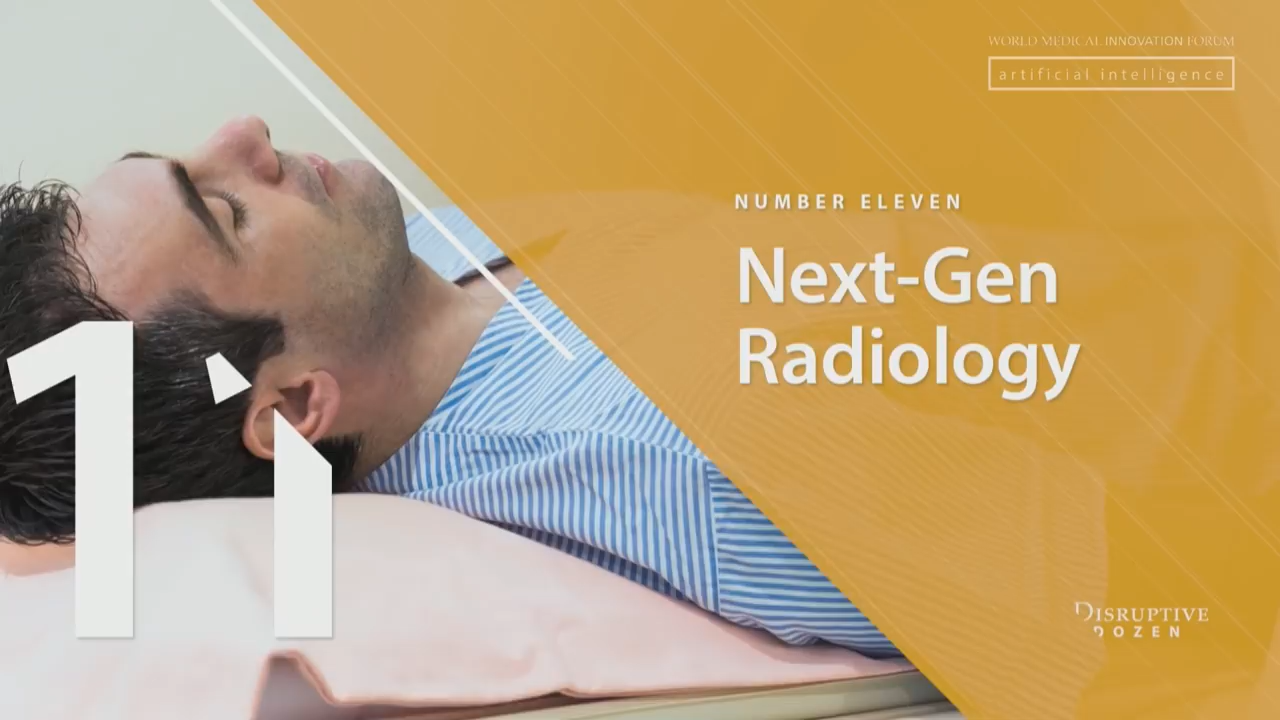 WORLD MEDICAL INNOVATION FORUM
artificial intelligence
NUMBER ELEVEN
Next-Gen
Radiology
11
DISRUPTIVE
DOZEN